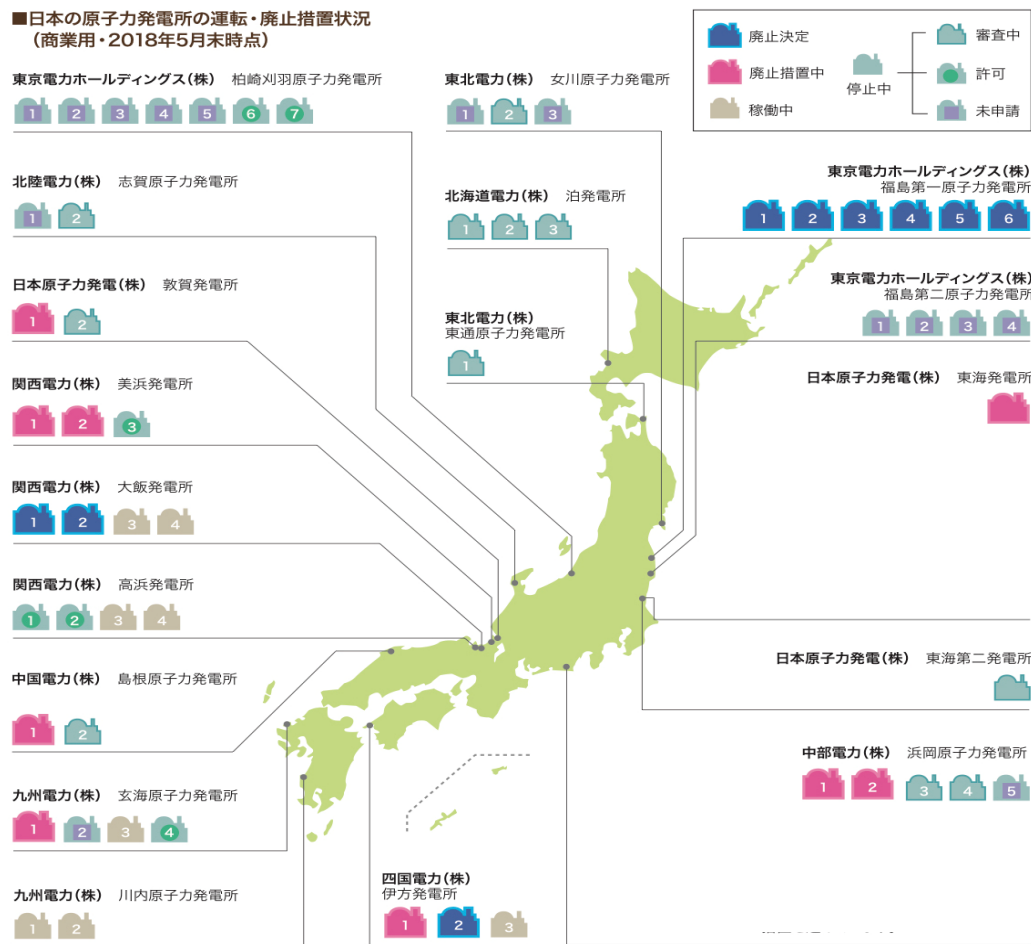 ■日本の原子力発電所の運転・廃止措置状況
（商業用・2018年5月末時点）
廃止決定
廃止措置中
稼働中
停止中
審査中
許可
未申請
東京電力ホールディングス(株) 柏崎刈羽原子力発電所
1 2 3 4 5 6 7
北陸電力(株) 志賀原子力発電所
1 2
日本原子力発電(株) 敦賀発電所
1 2
関西電力(株) 美浜発電所
1 2 3
関西電力(株) 大飯発電所
1 2 3 4
関西電力(株) 高浜発電所
1 2 3 4
中国電力(株) 島根原子力発電所
1 2
九州電力(株) 玄海原子力発電所
1 2 3 4
九州電力(株) 川内原子力発電所
1 2
東北電力(株) 女川原子力発電所
1 2 3
北海道電力(株) 泊発電所
1 2 3
東北電力(株)
東通原子力発電所
1
四国電力(株)
伊方発電所
1 2 3
東京電力ホールディングス(株)
福島第一原子力発電所
1 2 3 4 5 6
東京電力ホールディングス(株)
福島第二原子力発電所
1 2 3 4
日本原子力発電(株) 東海発電所
日本原子力発電(株) 東海第二発電所
中部電力(株) 浜岡原子力発電所
1 2 3 4 5